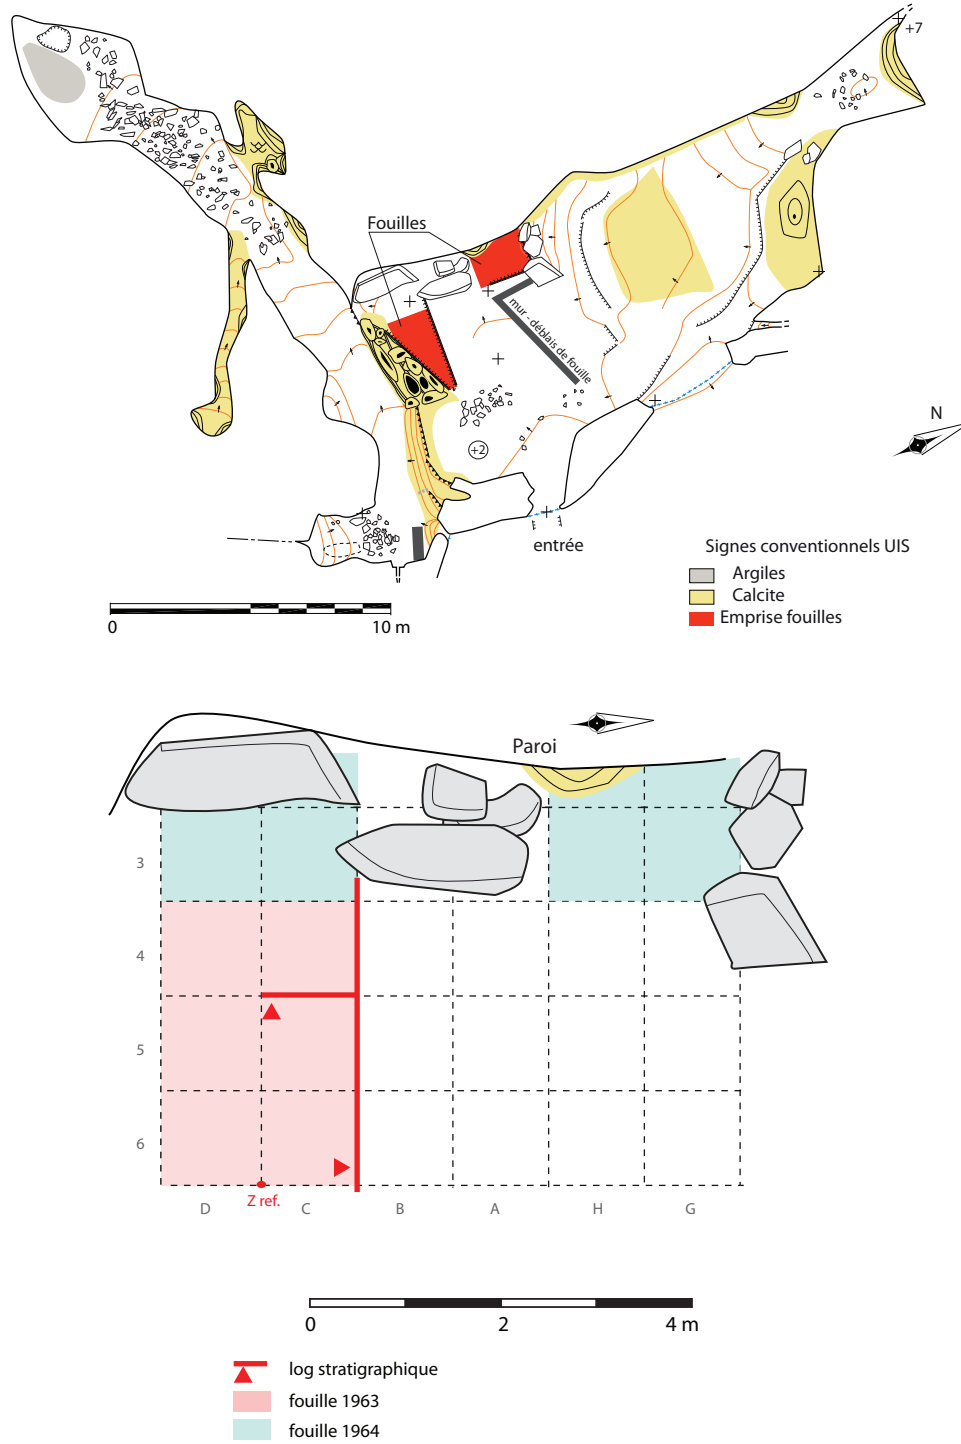 +7
Fouilles
mur - déblais de fouille
N
+2
entrée
Signes conventionnels UIS
Argiles
Calcite
Emprise fouilles
0 10 m
Paroi
3
4
5
6
Z ref.
D C B A H G
0 2 4 m
log stratigraphique
fouille 1963
fouille 1964